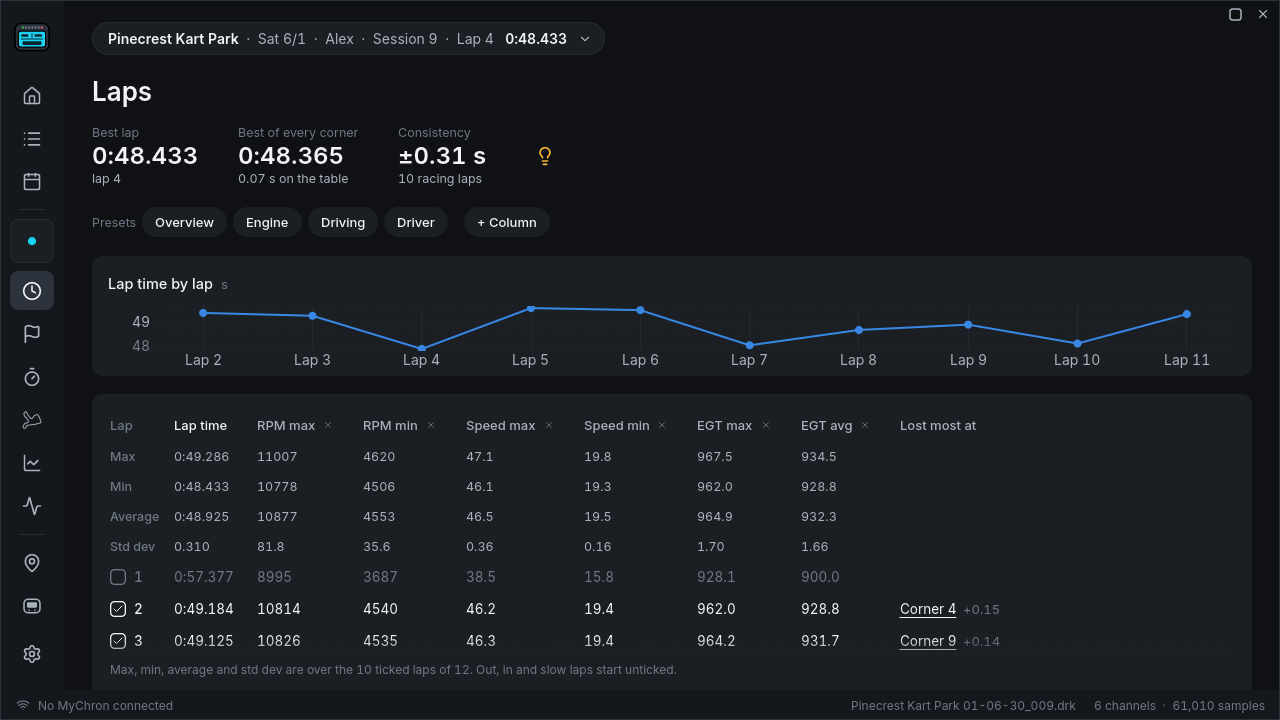 Pinecrest Kart Park · Sat 6/1 · Alex · Session 9 · Lap 4 0:48.433
Laps
Best lap Best of every corner Consistency
0:48.433 0:48.365 ±0.31 s
lap 4 0.07 s on the table 10 racing laps
Presets Overview Engine Driving Driver + Column
Lap time by lap s
49
48
Lap 2 Lap 3 Lap 4 Lap 5 Lap 6 Lap 7 Lap 8 Lap 9 Lap 10 Lap 11
Lap Lap time RPM max × RPM min × Speed max × Speed min × EGT max × EGT avg × Lost most at
Max 0:49.286 11007 4620 47.1 19.8 967.5 934.5
Min 0:48.433 10778 4506 46.1 19.3 962.0 928.8
Average 0:48.925 10877 4553 46.5 19.5 964.9 932.3
Std dev 0.310 81.8 35.6 0.36 0.16 1.70 1.66
1 0:57.377 8995 3687 38.5 15.8 928.1 900.0
2 0:49.184 10814 4540 46.2 19.4 962.0 928.8 Corner 4 +0.15
3 0:49.125 10826 4535 46.3 19.4 964.2 931.7 Corner 9 +0.14
Max, min, average and std dev are over the 10 ticked laps of 12. Out, in and slow laps start unticked.
No MyChron connected Pinecrest Kart Park 01-06-30_009.drk 6 channels · 61,010 samples